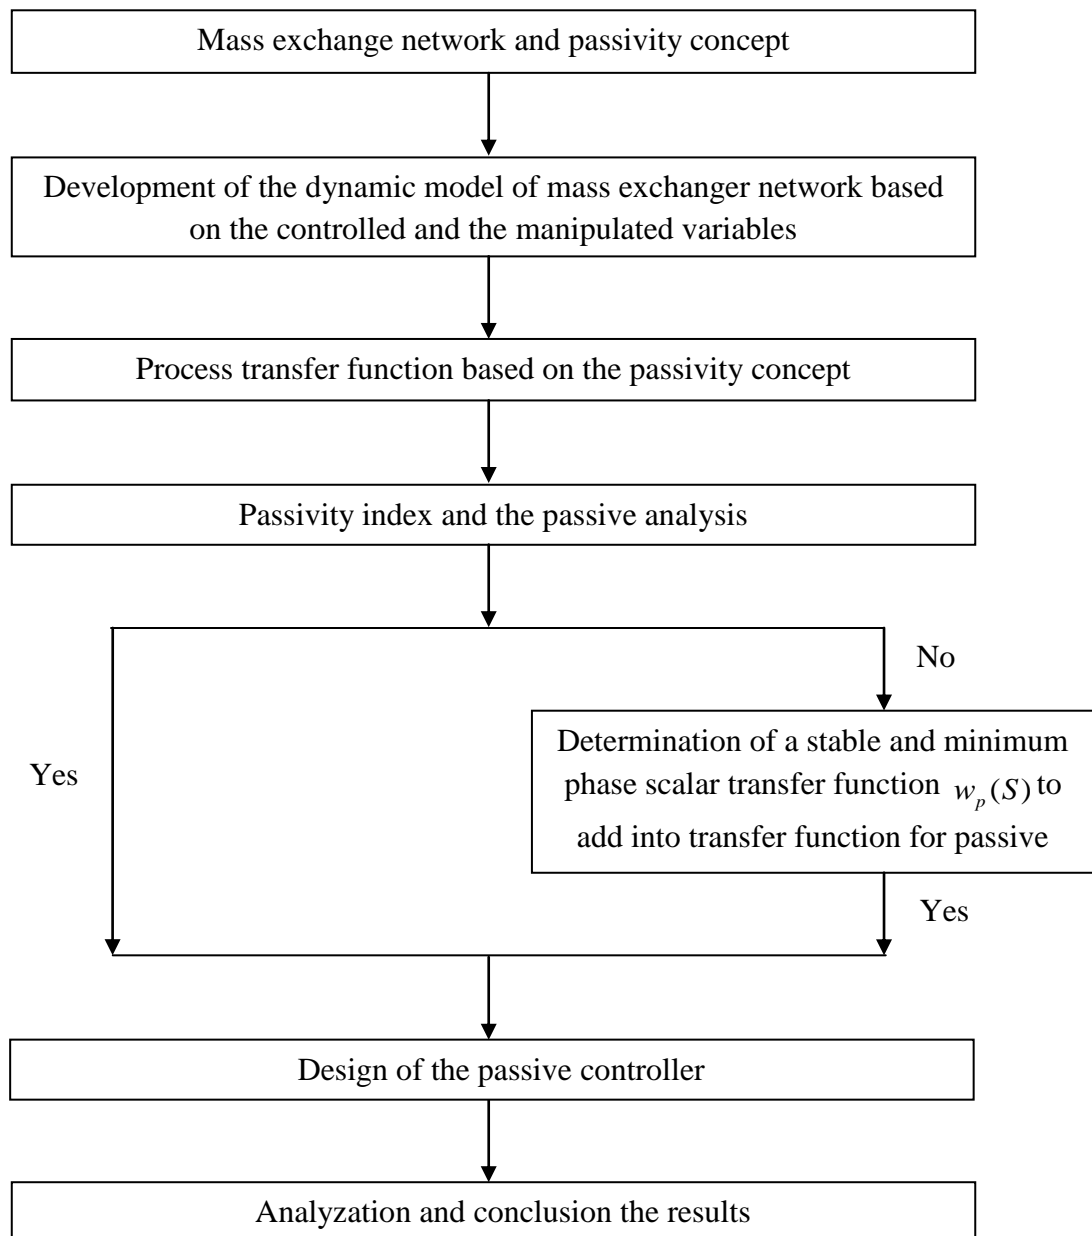 Mass exchange network and passivity concept
Development of the dynamic model of mass exchanger network based
on the controlled and the manipulated variables
Process transfer function based on the passivity concept
Passivity index and the passive analysis
No
Yes
Determination of a stable and minimum
phase scalar transfer function w_p(S) to
add into transfer function for passive
Yes
Design of the passive controller
Analyzation and conclusion the results